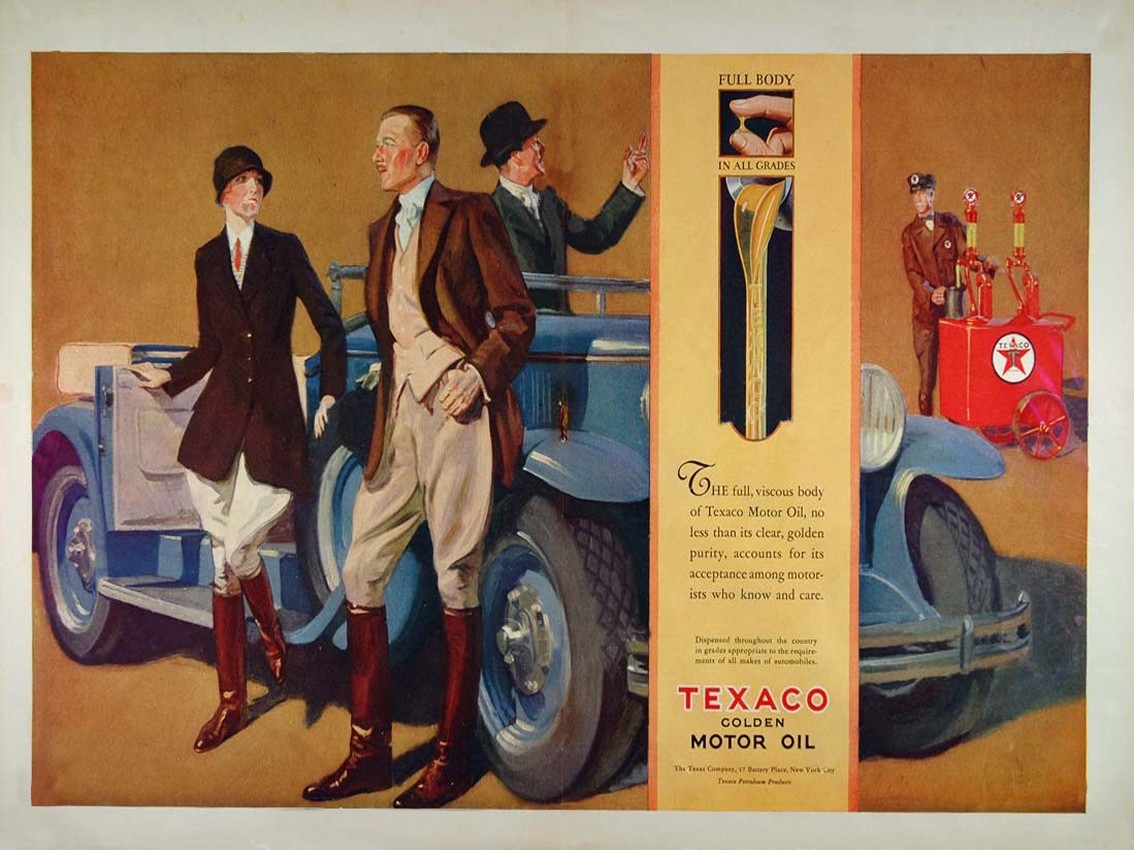 FULL BODY
IN ALL GRADES
THE full, viscous body
of Texaco Motor Oil, no
less than its clear, golden
purity, accounts for its
acceptance among motor-
ists who know and care.
Dispensed throughout the country
in grades appropriate to the require-
ments of all makes of automobiles.
TEXACO
GOLDEN
MOTOR OIL
The Texas Company, 17 Battery Place, New York City
Texaco Petroleum Products
TEXACO
T